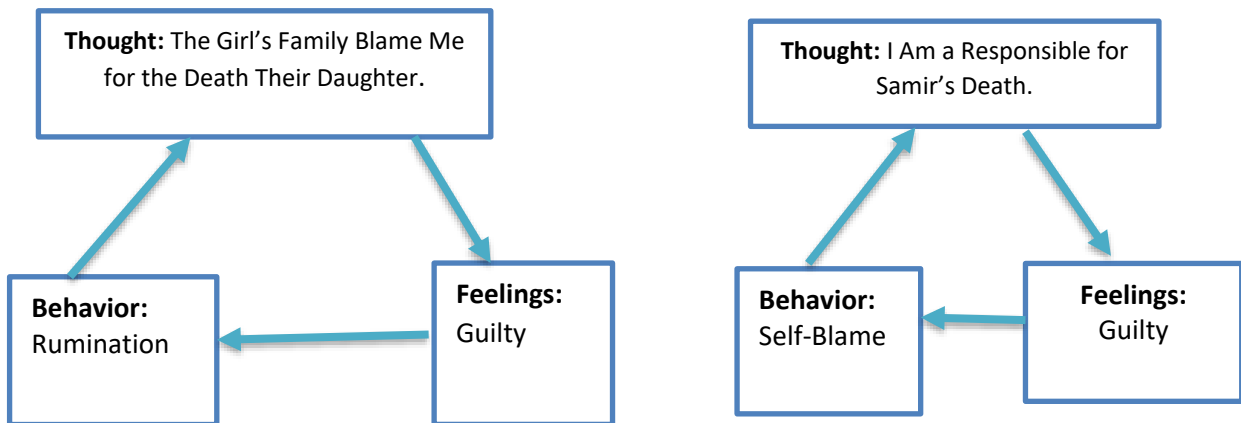 Thought: The Girl's Family Blame Me
for the Death Their Daughter.
Behavior:
Rumination
Feelings:
Guilty
Thought: I Am a Responsible for
Samir's Death.
Behavior:
Self-Blame
Feelings:
Guilty